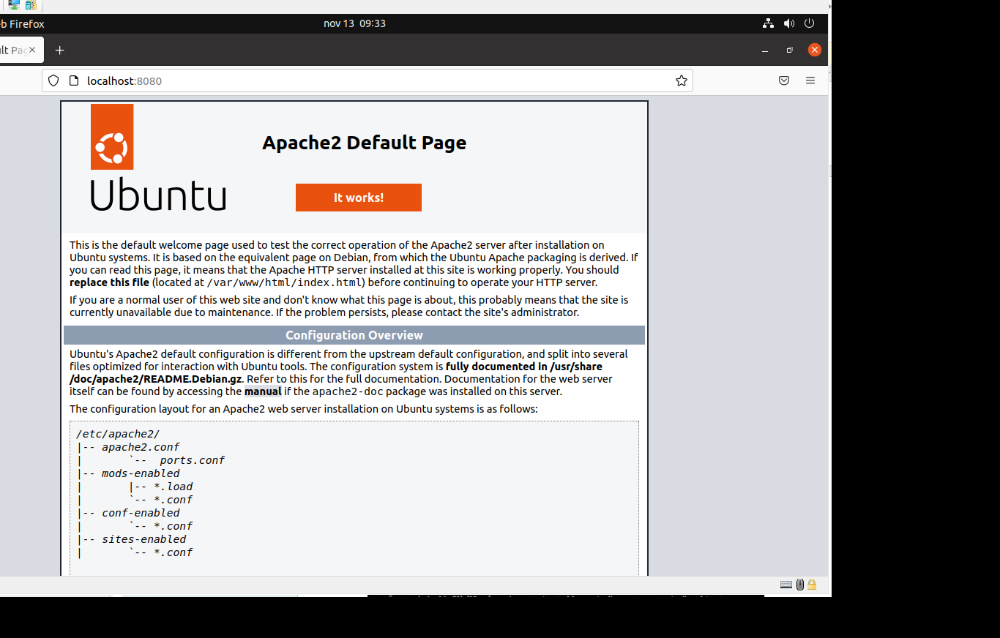 b Firefox
nov 13 09:33
lt Pag
localhost:8080
Ubuntu
Apache2 Default Page
It works!
This is the default welcome page used to test the correct operation of the Apache2 server after installation on
Ubuntu systems. It is based on the equivalent page on Debian, from which the Ubuntu Apache packaging is derived. If
you can read this page, it means that the Apache HTTP server installed at this site is working properly. You should
replace this file (located at /var/www/html/index.html) before continuing to operate your HTTP server.
If you are a normal user of this web site and don't know what this page is about, this probably means that the site is
currently unavailable due to maintenance. If the problem persists, please contact the site's administrator.
Configuration Overview
Ubuntu's Apache2 default configuration is different from the upstream default configuration, and split into several
files optimized for interaction with Ubuntu tools. The configuration system is fully documented in /usr/share
/doc/apache2/README.Debian.gz. Refer to this for the full documentation. Documentation for the web server
itself can be found by accessing the manual if the apache2-doc package was installed on this server.
The configuration layout for an Apache2 web server installation on Ubuntu systems is as follows:
/etc/apache2/
|-- apache2.conf
|       `--  ports.conf
|-- mods-enabled
|       |-- *.load
|       `-- *.conf
|-- conf-enabled
|       `-- *.conf
|-- sites-enabled
|       `-- *.conf